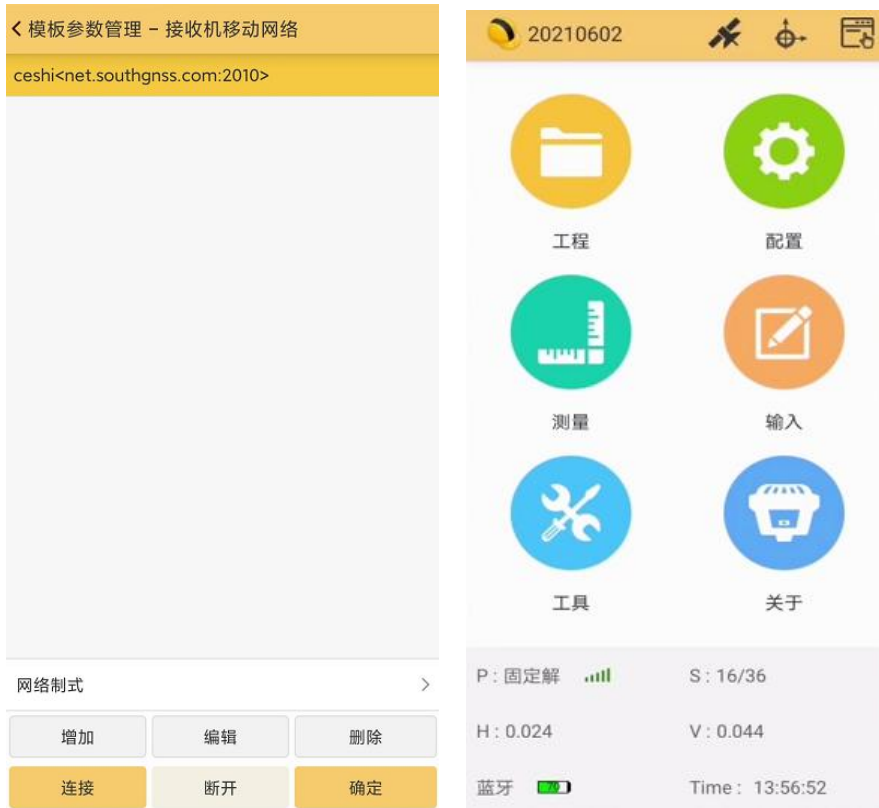 模板参数管理 – 接收机移动网络
ceshi<net.southgnss.com:2010>
网络制式
增加 编辑 删除
连接 断开 确定
20210602
工程 配置
测量 输入
工具 关于
P : 固定解 S : 16/36
H : 0.024 V : 0.044
蓝牙 70 Time : 13:56:52